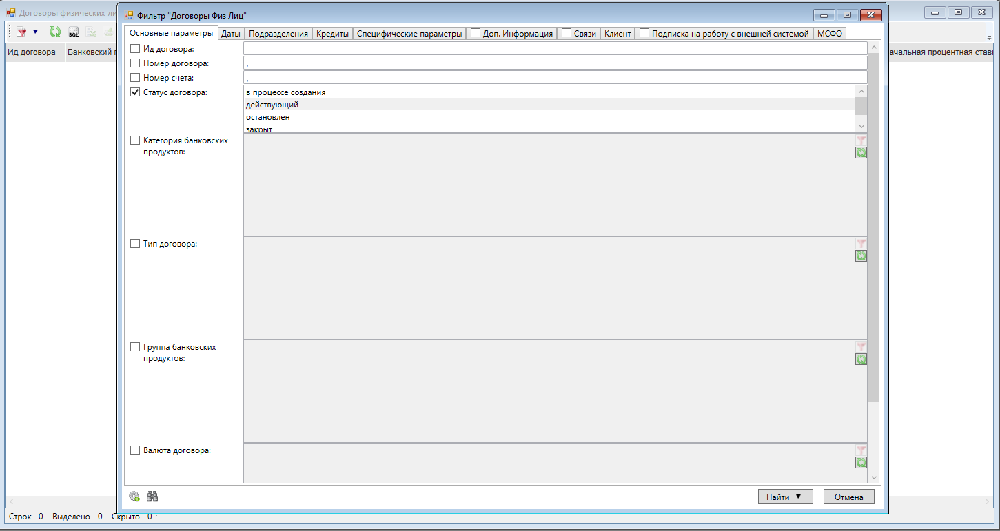 Договоры физических ли
Фильтр "Договоры Физ Лиц"
SQL
Основные параметры Даты Подразделения Кредиты Специфические параметры Доп. Информация Связи Клиент Подписка на работу с внешней системой МСФО
Ид договора Банковский п
ачальная процентная став
Ид договора:
Номер договора: ,
Номер счета: ,
Статус договора: в процессе создания
действующий
остановлен
закрыт
Категория банковских
продуктов:
Тип договора:
Группа банковских
продуктов:
Валюта договора:
Найти ▼ Отмена
Строк - 0 Выделено - 0 Скрыто - 0